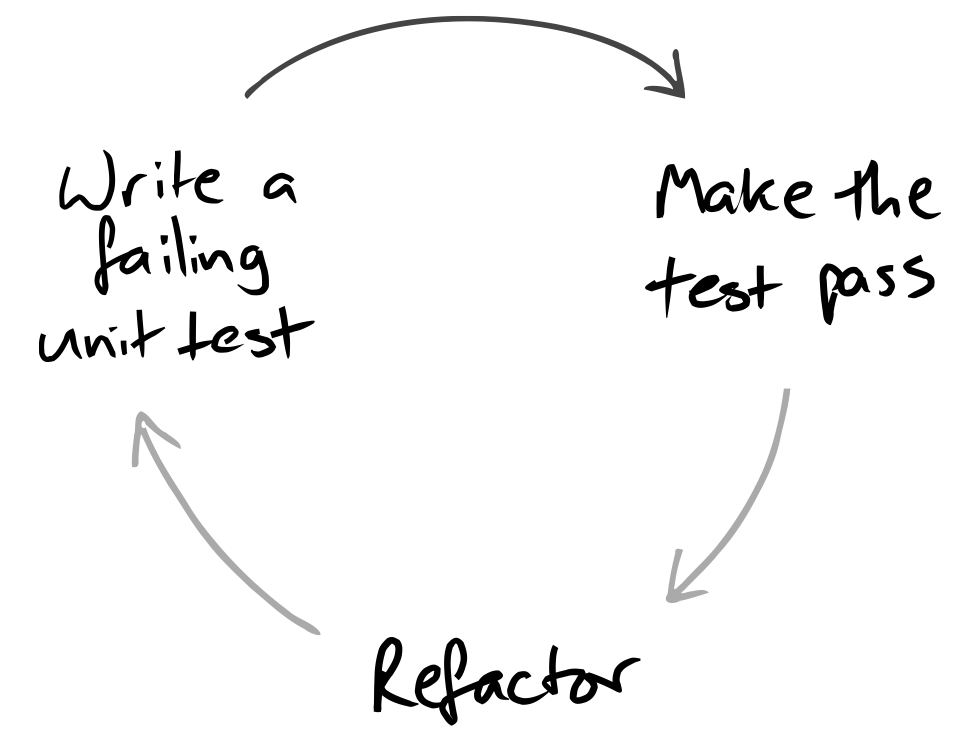 Write a
failing
unit test
Make the
test pass
Refactor